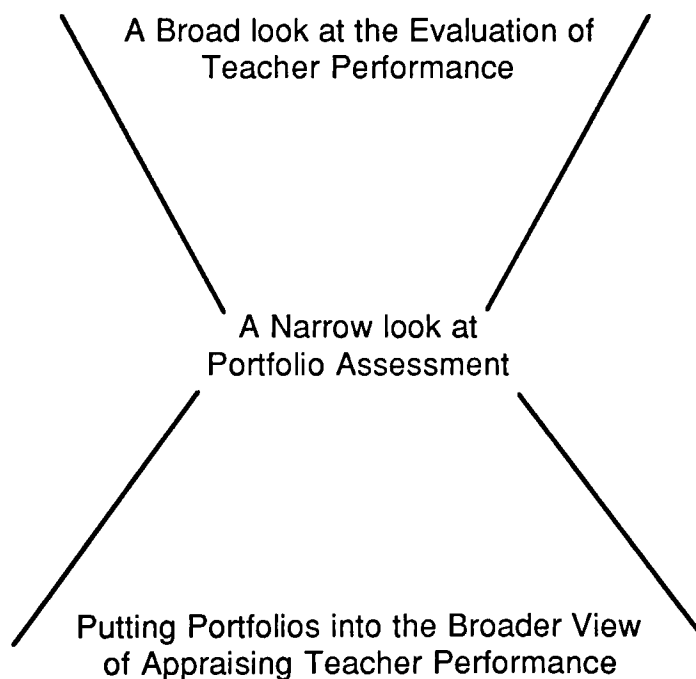 A Broad look at the Evaluation of
Teacher Performance
A Narrow look at
Portfolio Assessment
Putting Portfolios into the Broader View
of Appraising Teacher Performance